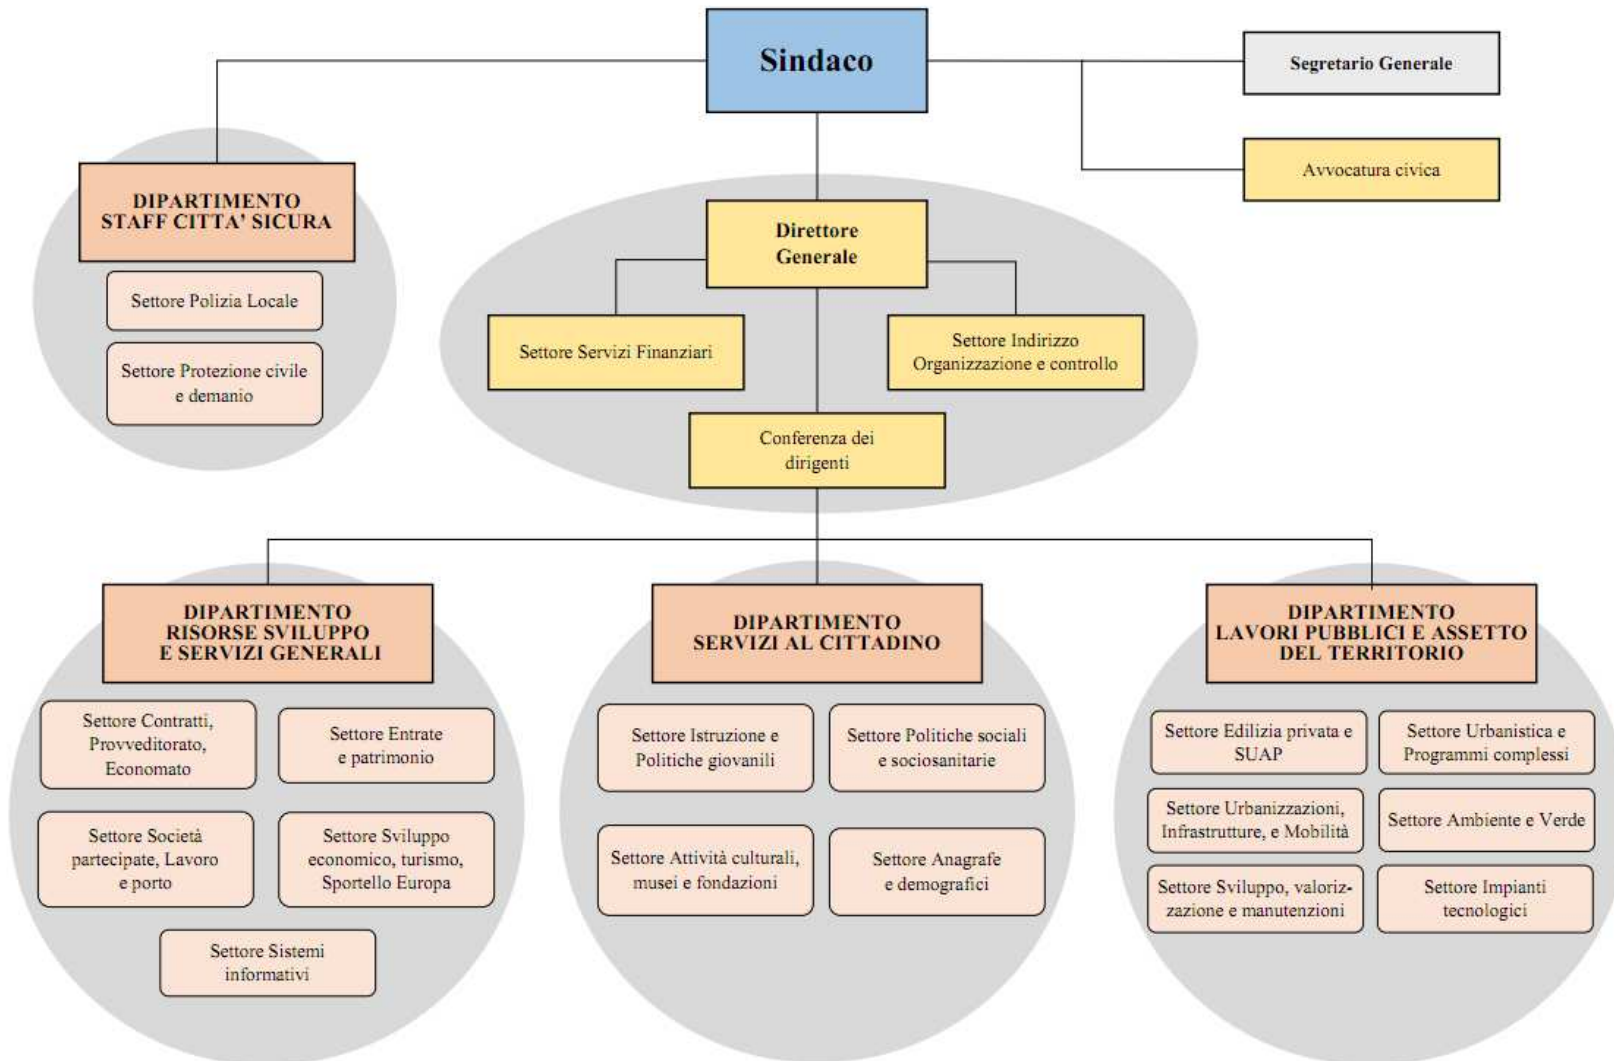 Sindaco
Segretario Generale
Avvocatura civica
DIPARTIMENTO
STAFF CITTA’ SICURA
Settore Polizia Locale
Settore Protezione civile
e demanio
Direttore
Generale
Settore Servizi Finanziari
Settore Indirizzo
Organizzazione e controllo
Conferenza dei
dirigenti
DIPARTIMENTO
RISORSE SVILUPPO
E SERVIZI GENERALI
Settore Contratti,
Provveditorato,
Economato
Settore Entrate
e patrimonio
Settore Società
partecipate, Lavoro
e porto
Settore Sviluppo
economico, turismo,
Sportello Europa
Settore Sistemi
informativi
DIPARTIMENTO
SERVIZI AL CITTADINO
Settore Istruzione e
Politiche giovanili
Settore Politiche sociali
e sociosanitarie
Settore Attività culturali,
musei e fondazioni
Settore Anagrafe
e demografici
DIPARTIMENTO
LAVORI PUBBLICI E ASSETTO
DEL TERRITORIO
Settore Edilizia privata e
SUAP
Settore Urbanistica e
Programmi complessi
Settore Urbanizzazioni,
Infrastrutture, e Mobilità
Settore Ambiente e Verde
Settore Sviluppo, valoriz-
zazione e manutenzioni
Settore Impianti
tecnologici